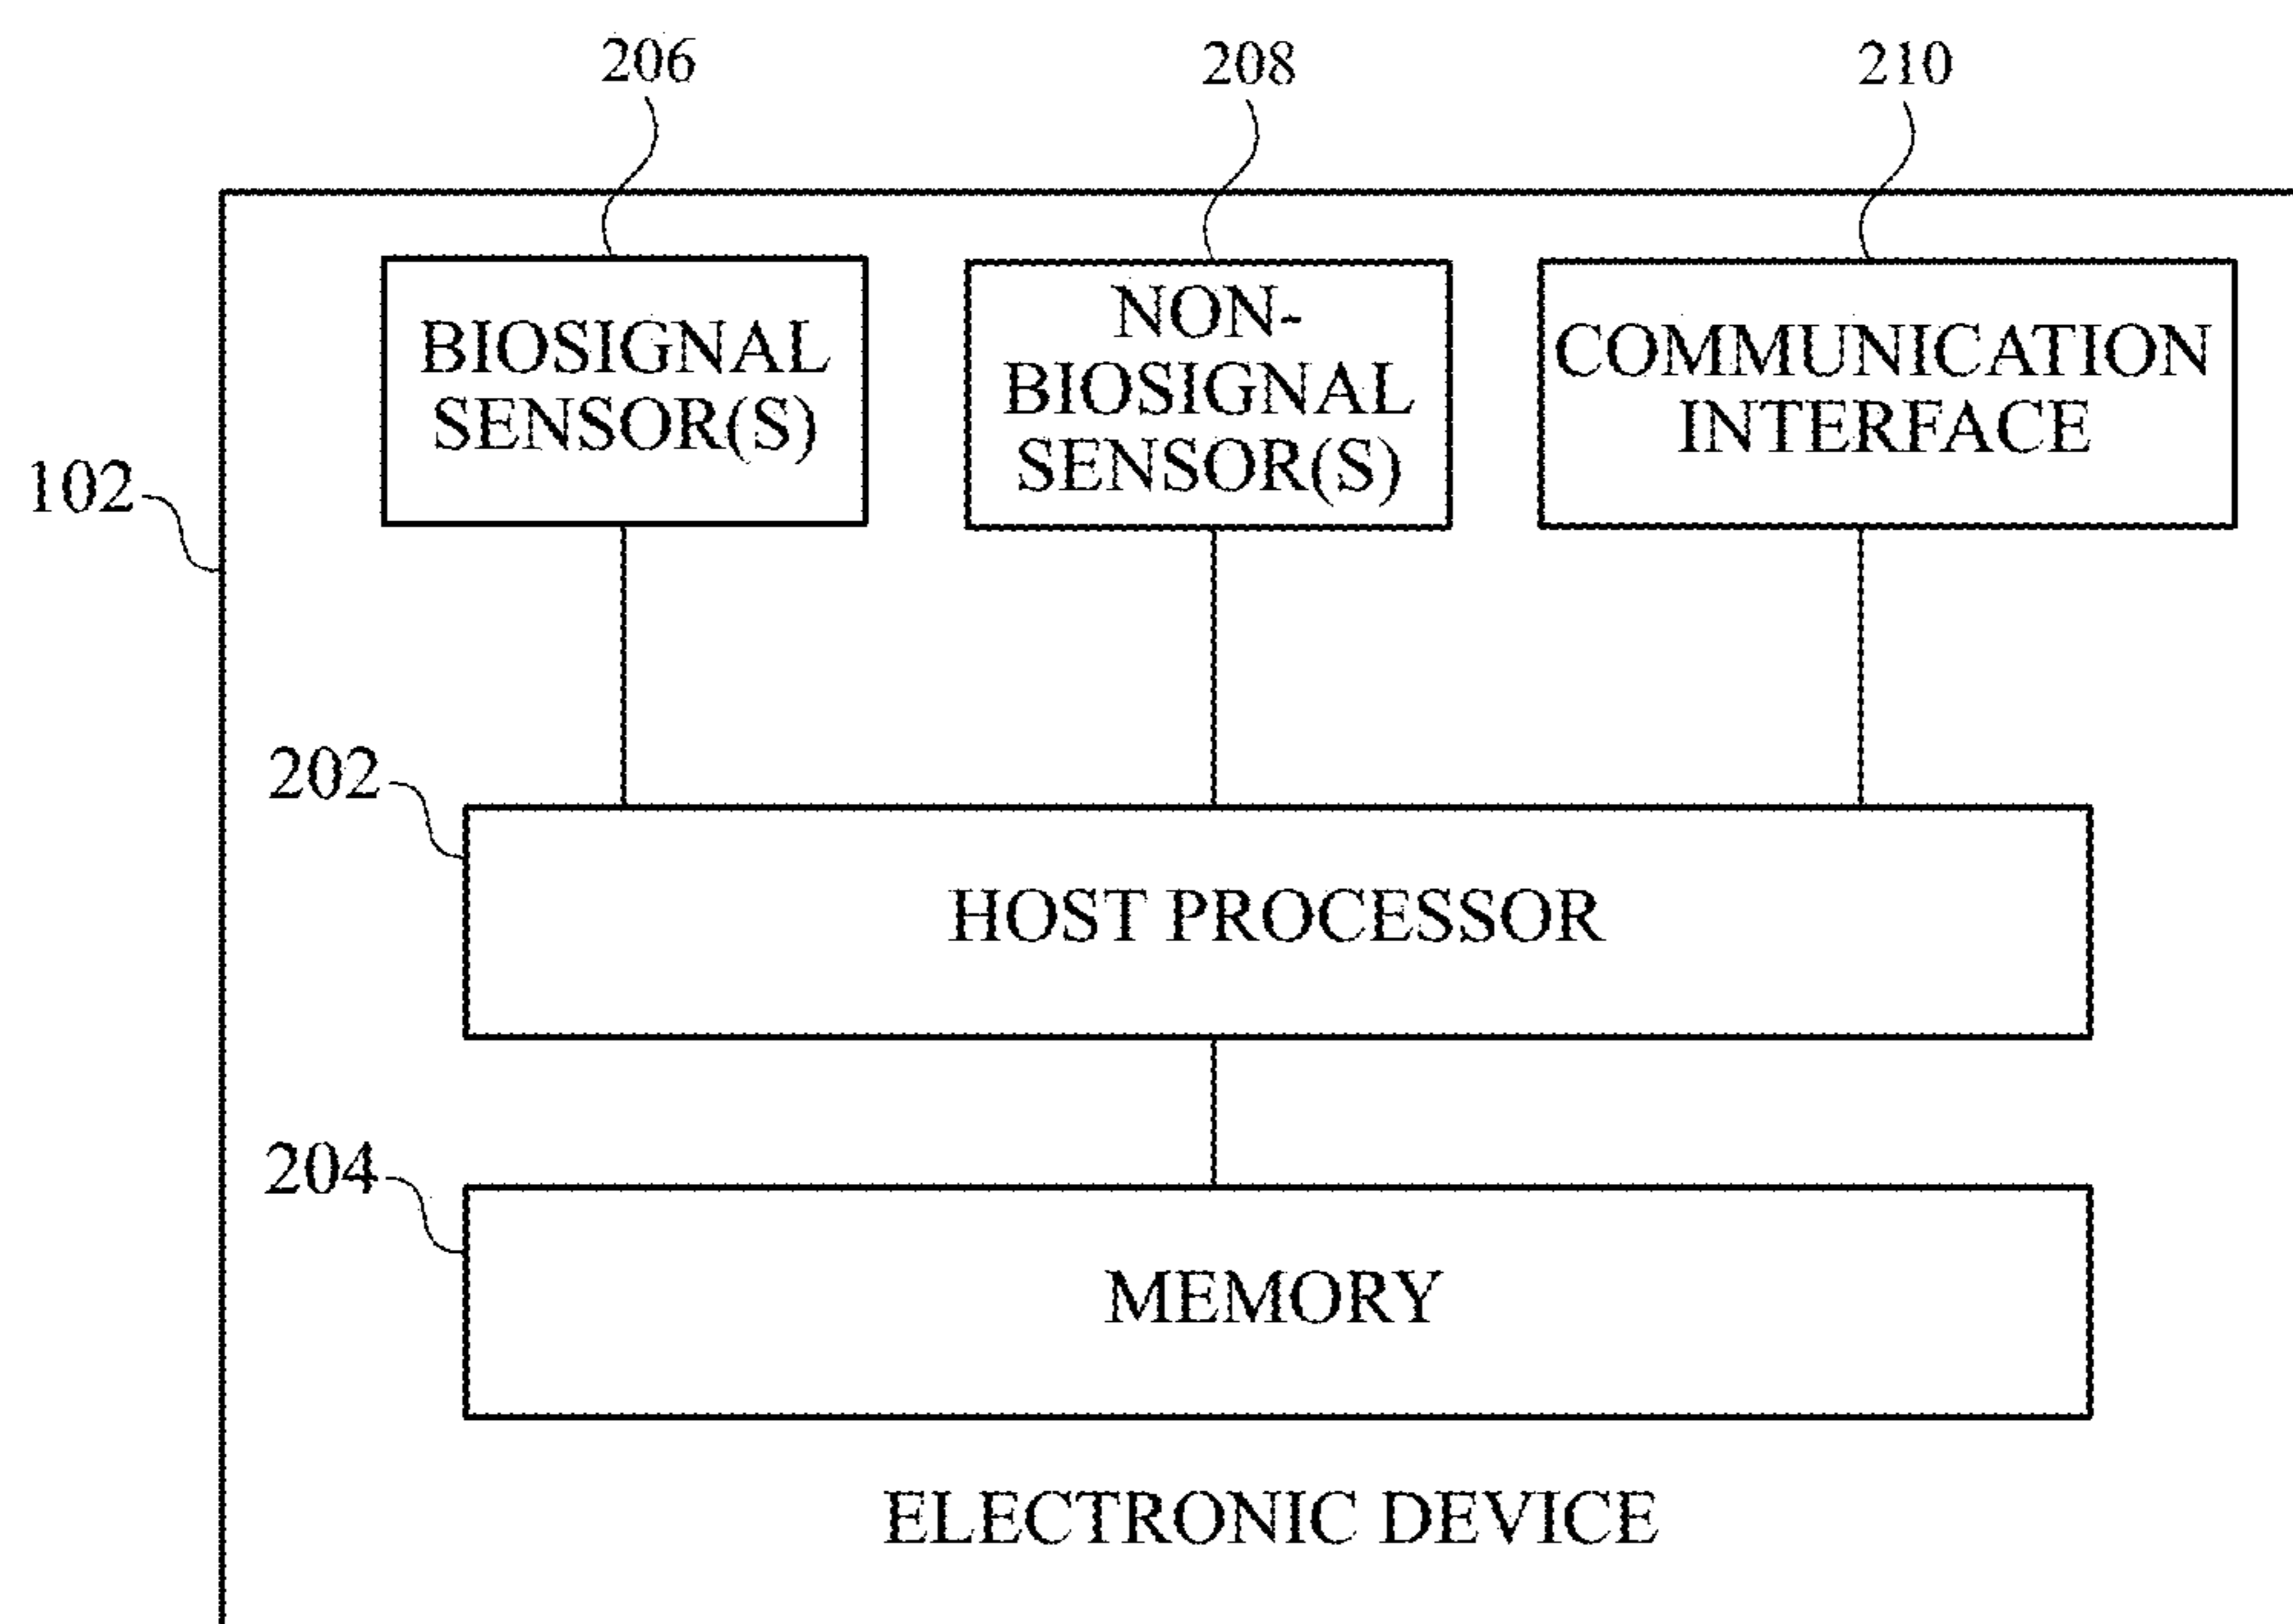 206
208
210
BIOSIGNAL
SENSOR(S)
NON-
BIOSIGNAL
SENSOR(S)
COMMUNICATION
INTERFACE
102
202
HOST PROCESSOR
204
MEMORY
ELECTRONIC DEVICE